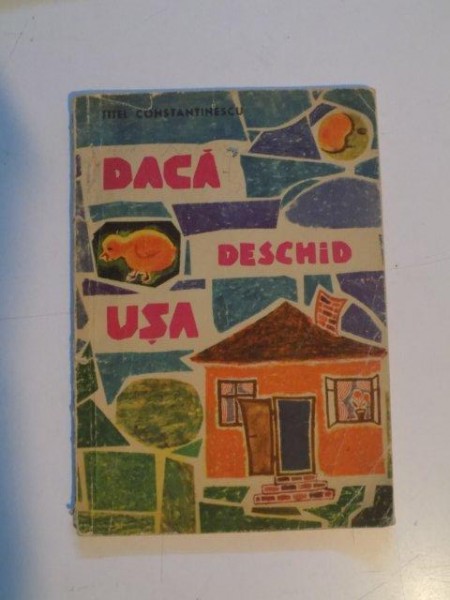 TITEL CONSTANTINESCU
DACĂ
DESCHiD
UȘA